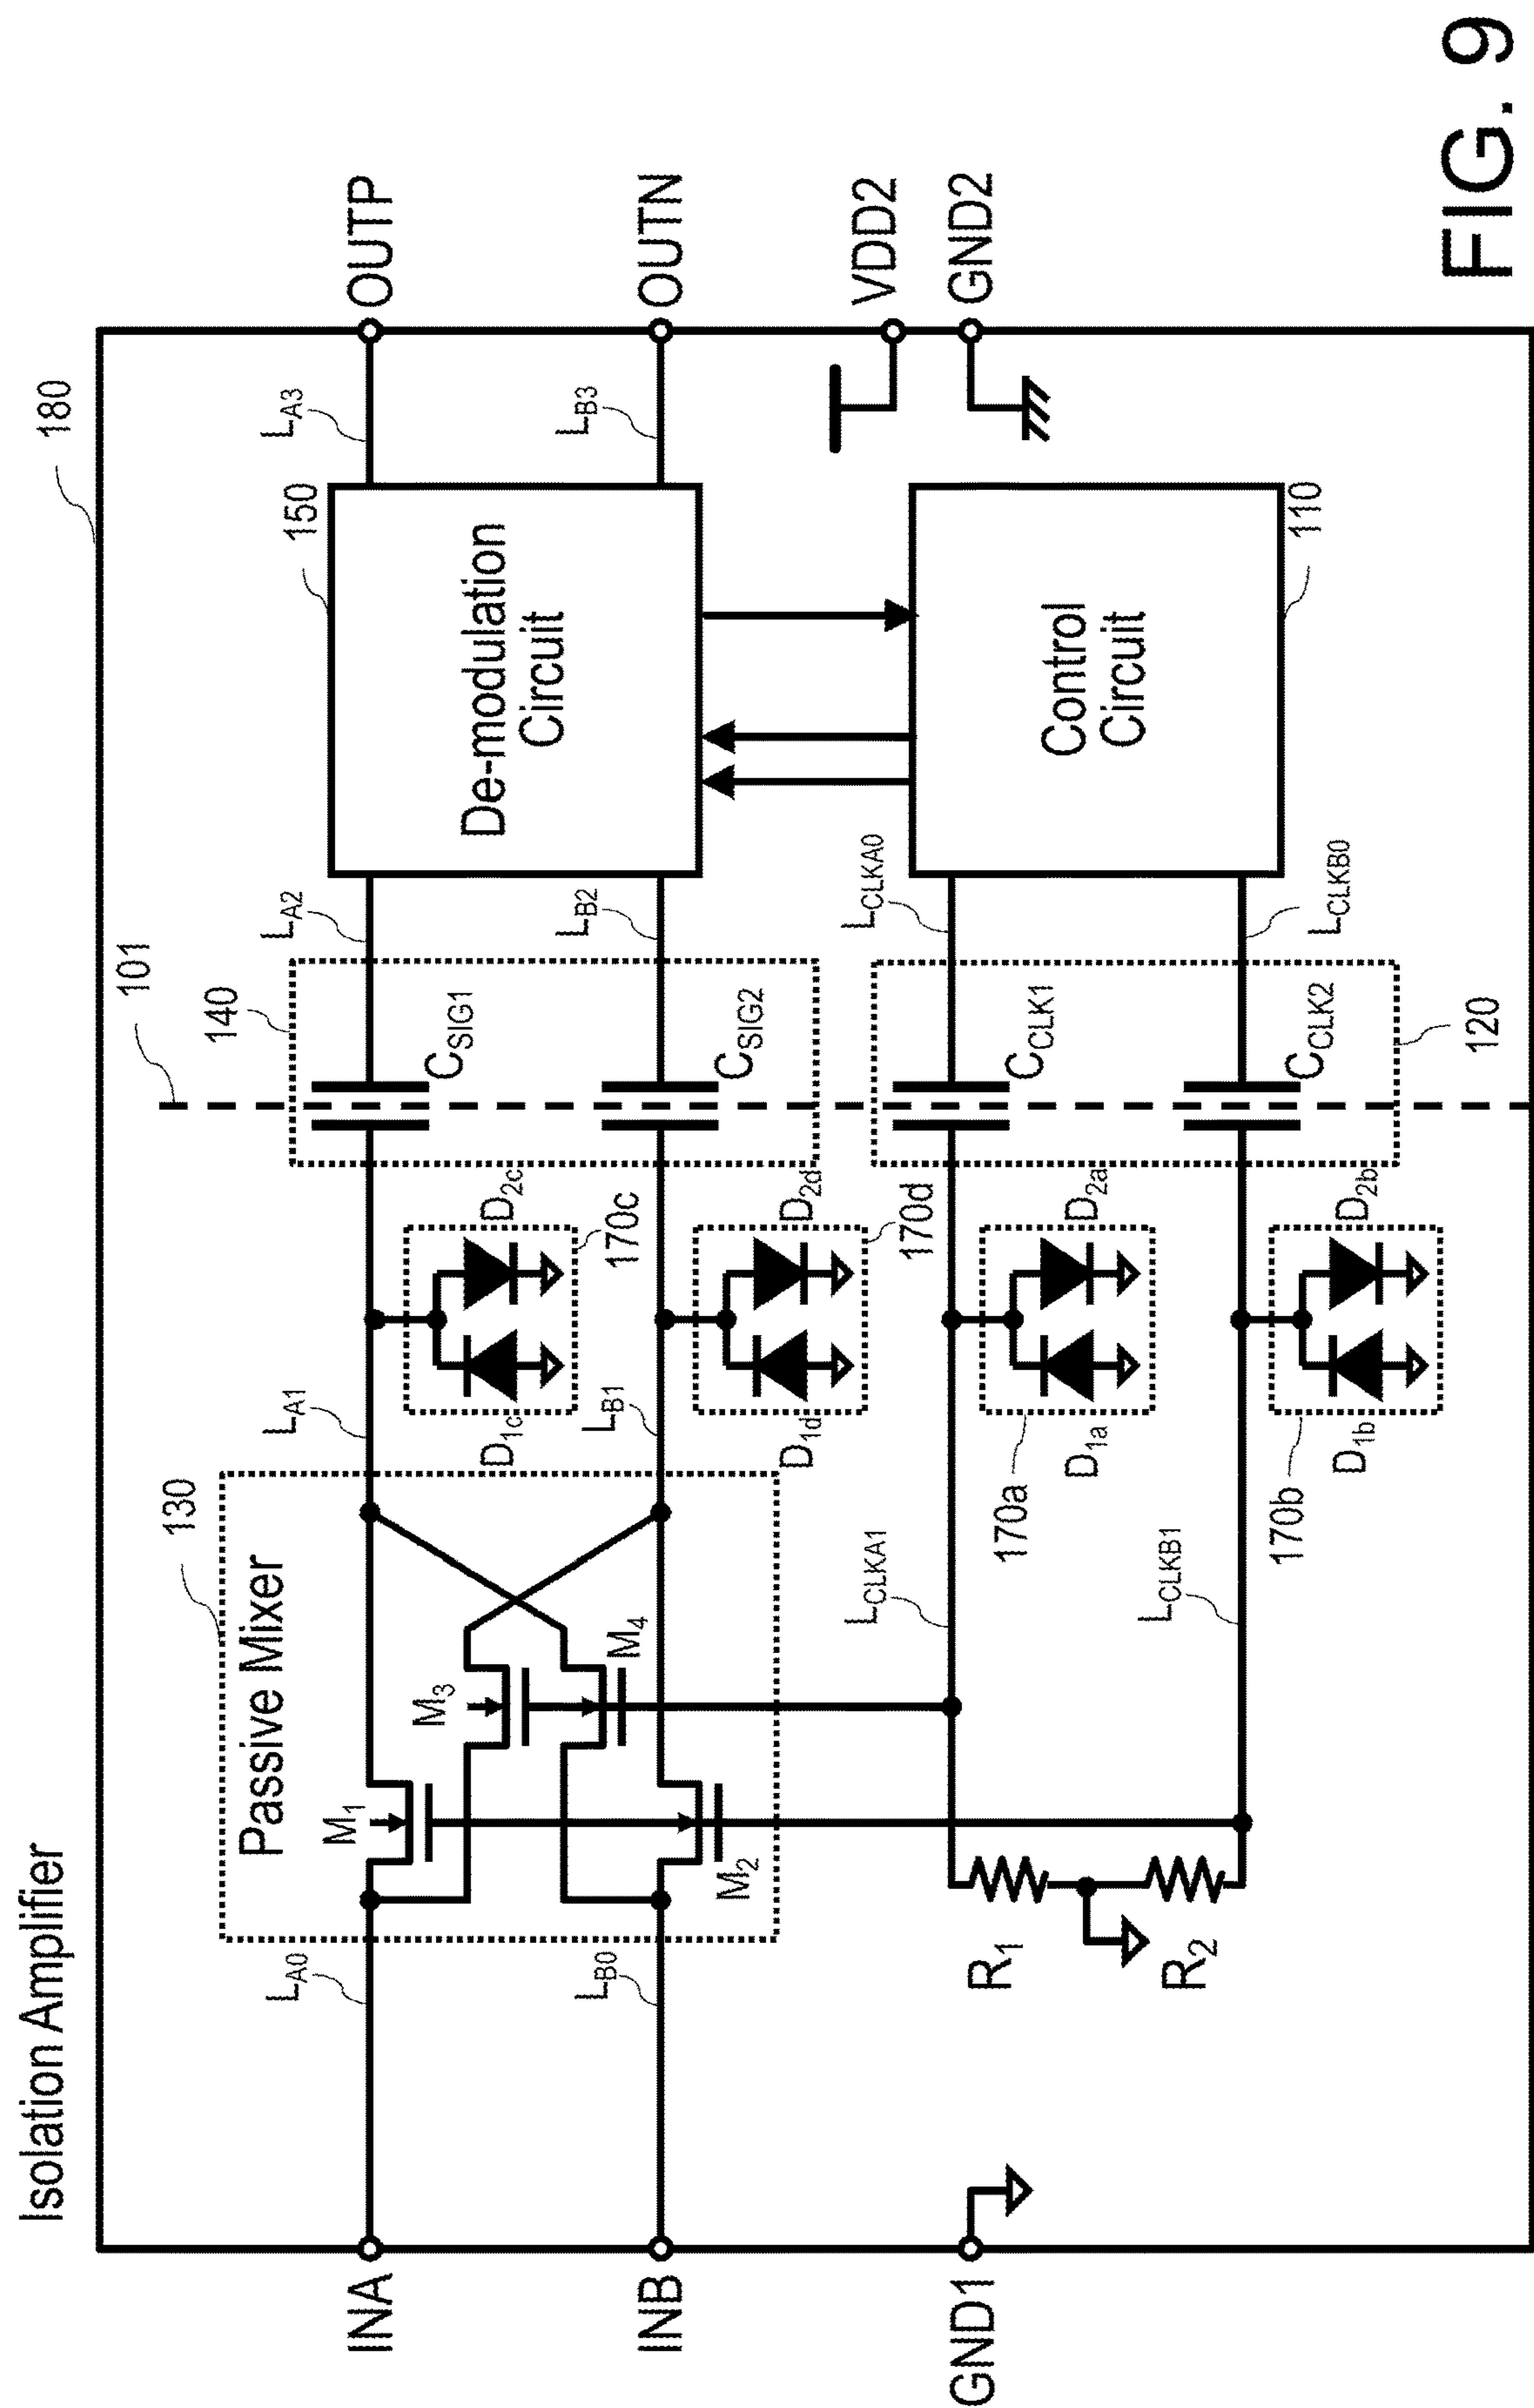 Isolation Amplifier
180
INA
INB
GND1
OUTP
OUTN
VDD2
GND2
130
Passive Mixer
M1
M2
M3
M4
LA0
LB0
LA1
LB1
D1c
D2c
170c
D1d
D2d
170d
101
140
CSIG1
CSIG2
LA2
LB2
150
De-modulation
Circuit
LA3
LB3
R1
R2
LCLKA1
LCLKB1
170a
D1a
D2a
170b
D1b
D2b
CCLK1
CCLK2
120
LCLKA0
LCLKB0
Control
Circuit
110
FIG. 9